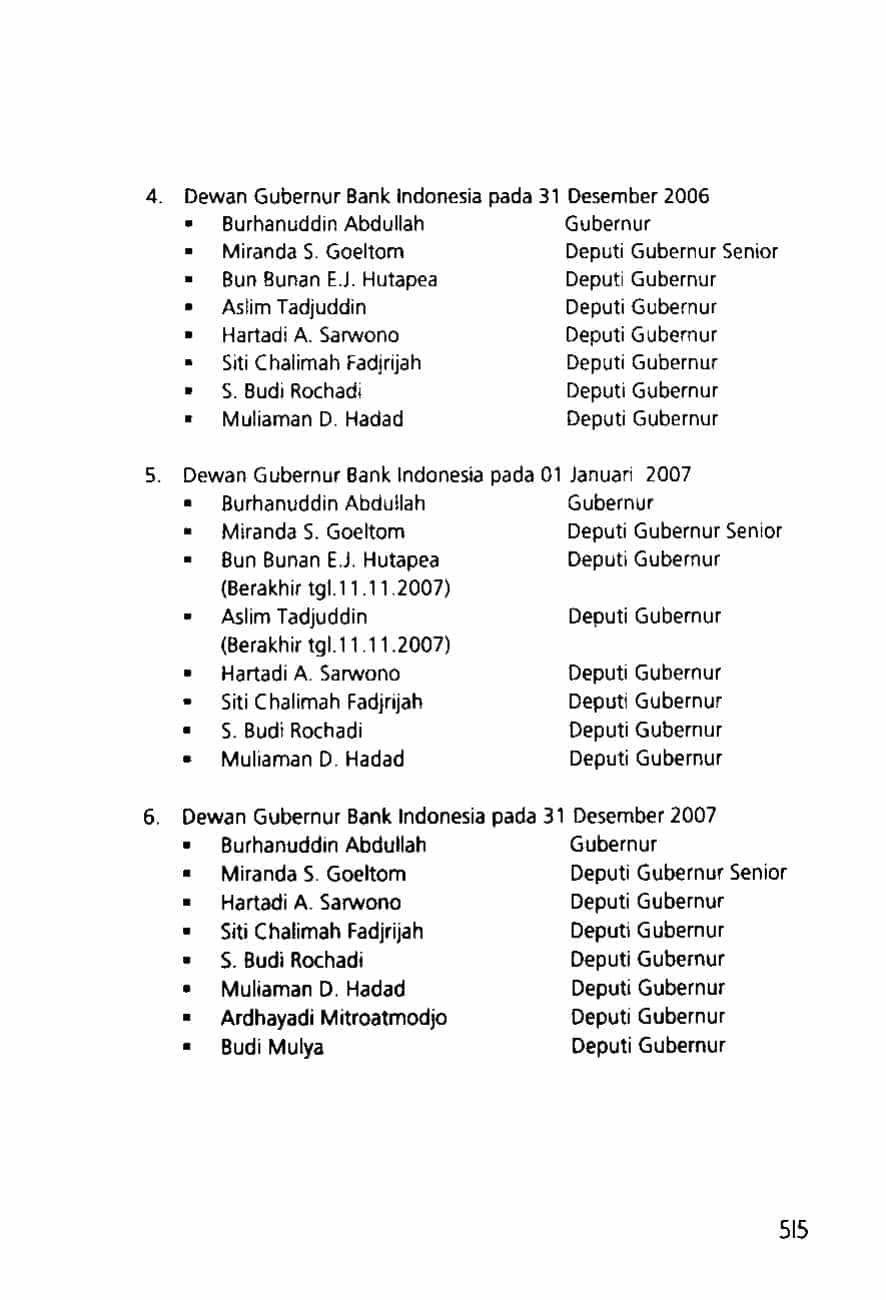 4. Dewan Gubernur Bank Indonesia pada 31 Desember 2006
▪ Burhanuddin Abdullah Gubernur
▪ Miranda S. Goeltom Deputi Gubernur Senior
▪ Bun Bunan E.J. Hutapea Deputi Gubernur
▪ Aslim Tadjuddin Deputi Gubernur
▪ Hartadi A. Sarwono Deputi Gubernur
▪ Siti Chalimah Fadjrijah Deputi Gubernur
▪ S. Budi Rochadi Deputi Gubernur
▪ Muliaman D. Hadad Deputi Gubernur
5. Dewan Gubernur Bank Indonesia pada 01 Januari 2007
▪ Burhanuddin Abdullah Gubernur
▪ Miranda S. Goeltom Deputi Gubernur Senior
▪ Bun Bunan E.J. Hutapea Deputi Gubernur
(Berakhir tgl.11.11.2007)
▪ Aslim Tadjuddin Deputi Gubernur
(Berakhir tgl.11.11.2007)
▪ Hartadi A. Sarwono Deputi Gubernur
▪ Siti Chalimah Fadjrijah Deputi Gubernur
▪ S. Budi Rochadi Deputi Gubernur
▪ Muliaman D. Hadad Deputi Gubernur
6. Dewan Gubernur Bank Indonesia pada 31 Desember 2007
▪ Burhanuddin Abdullah Gubernur
▪ Miranda S. Goeltom Deputi Gubernur Senior
▪ Hartadi A. Sarwono Deputi Gubernur
▪ Siti Chalimah Fadjrijah Deputi Gubernur
▪ S. Budi Rochadi Deputi Gubernur
▪ Muliaman D. Hadad Deputi Gubernur
▪ Ardhayadi Mitroatmodjo Deputi Gubernur
▪ Budi Mulya Deputi Gubernur
515